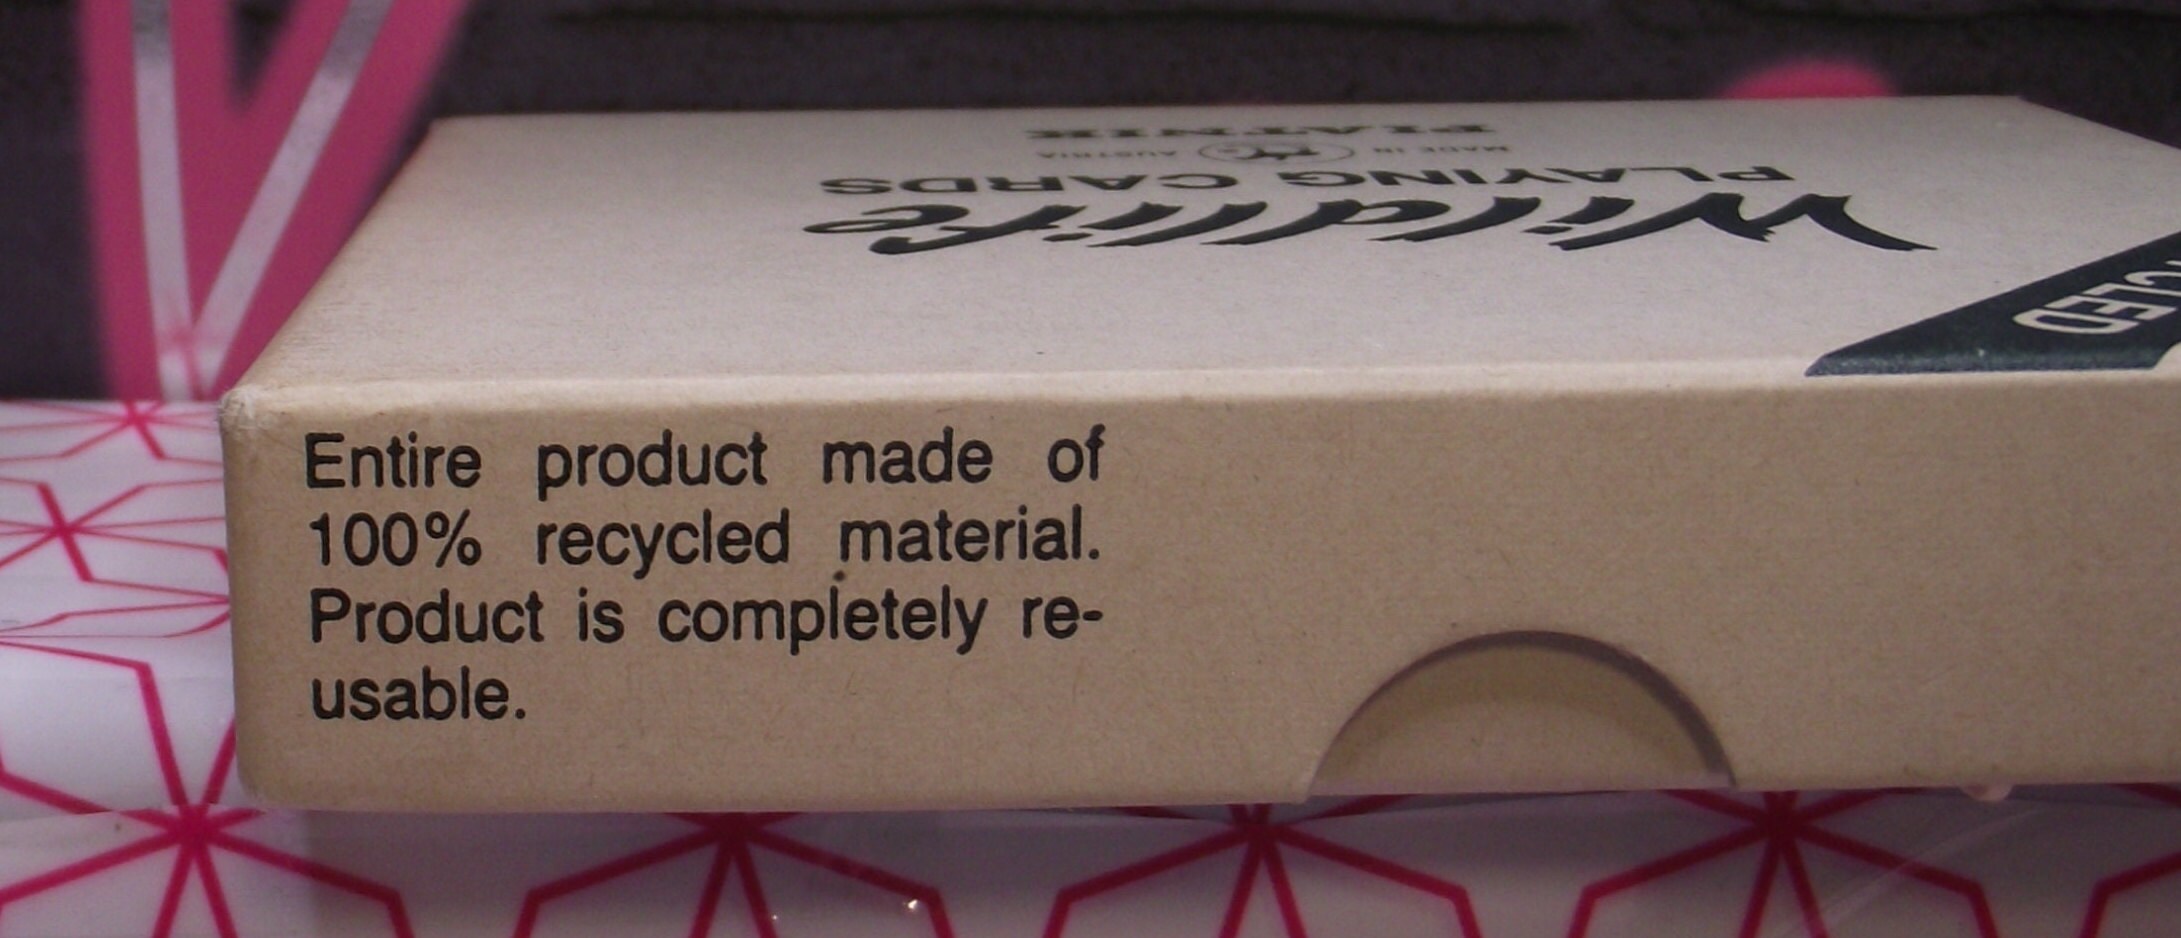 PIATNIK
MADE IN AUSTRIA
PLAYING CARDS
Wildlife
CLED
Entire product made of
100% recycled material.
Product is completely re-
usable.